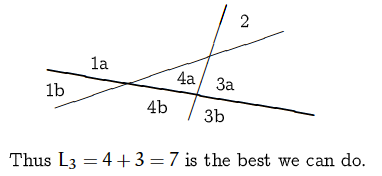 2
1a
4a
3a
1b
4b
3b
Thus L₃ = 4 + 3 = 7 is the best we can do.